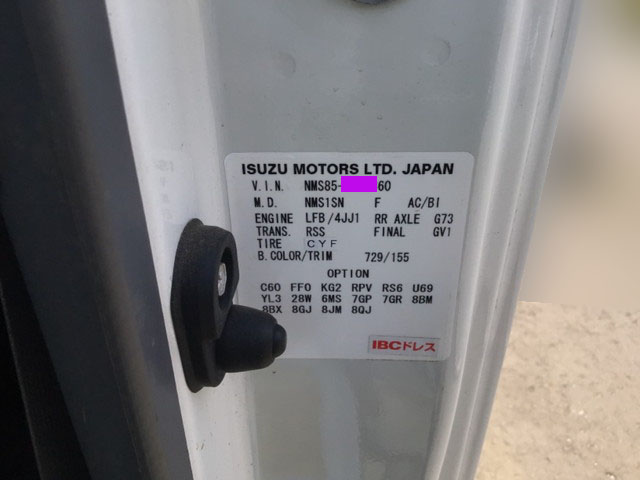 ISUZU MOTORS LTD. JAPAN
V.I.N. NMS85- 60
M.D. NMS1SN F AC/BI
ENGINE LFB/4JJ1 RR AXLE G73
TRANS. RSS FINAL GV1
TIRE CYF
B.COLOR/TRIM 729/155
OPTION
C60 FF0 KG2 RPV RS6 U69
YL3 28W 6MS 7GP 7GR 8BM
8BX 8GJ 8JM 8QJ
IBCドレス